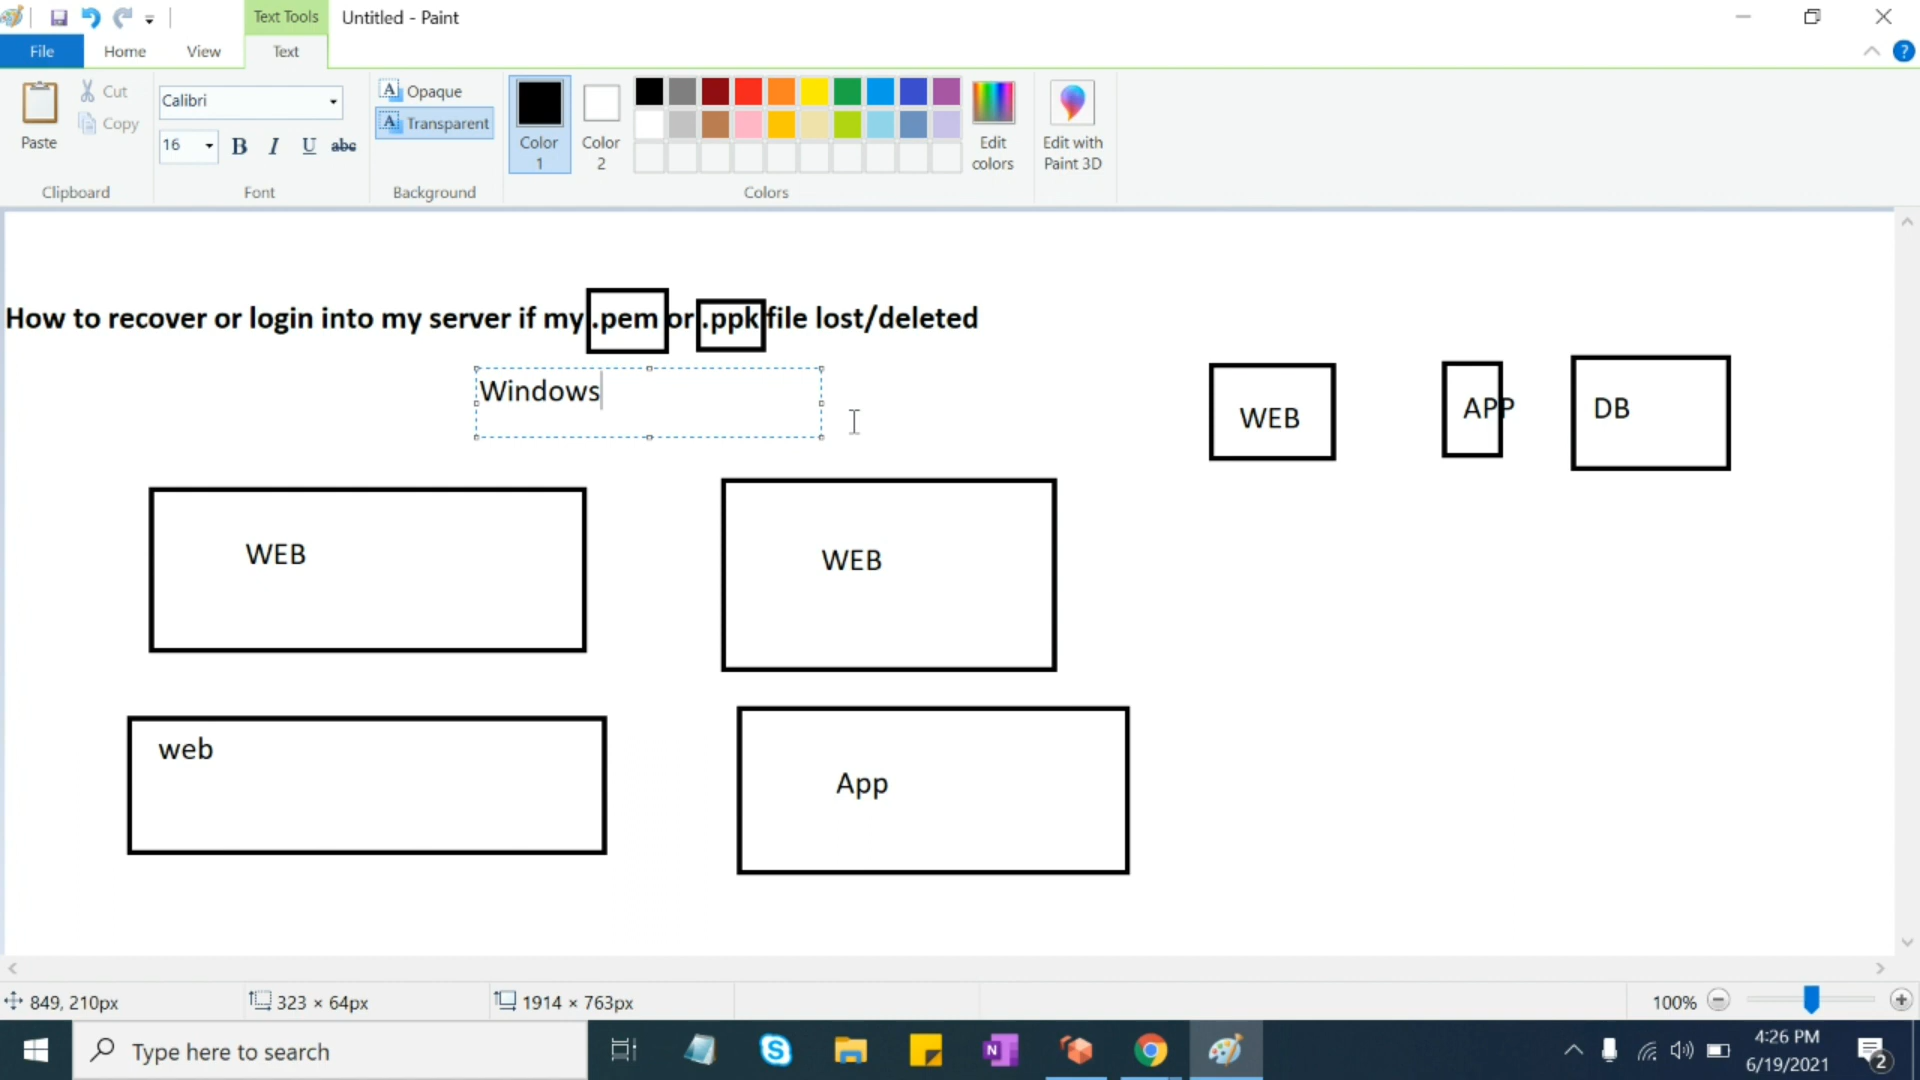 Text Tools
Untitled - Paint
File
Home
View
Text
Paste
Cut
Copy
Clipboard
Calibri
16
B I U abc
Font
Opaque
Transparent
Background
Color 1
Color 2
Colors
Edit colors
Edit with Paint 3D
How to recover or login into my server if my .pem or .ppk file lost/deleted
Windows
WEB
APP
DB
WEB
WEB
web
App
849, 210px
323 × 64px
1914 × 763px
100%
Type here to search
4:26 PM
6/19/2021
2